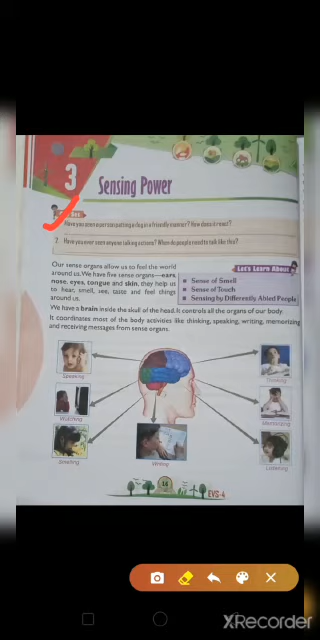 3
Sensing Power
Have you seen a person patting a dog in a friendly manner? How does it react?
2. Have you ever seen anyone talking in actions? When do people need to talk like this?
Our sense organs allow us to feel the world
around us. We have five sense organs—ears,
nose, eyes, tongue and skin, they help us
to hear, smell, see, taste and feel things
around us.
Let's Learn About
Sense of Smell
Sense of Touch
Sensing by Differently Abled People
We have a brain inside the skull of the head. It controls all the organs of our body.
It coordinates most of the body activities like thinking, speaking, writing, memorizing
and receiving messages from sense organs.
Speaking
Thinking
Watching
Memorizing
Smelling
Writing
Listening
16
EVS-4
XRecorder